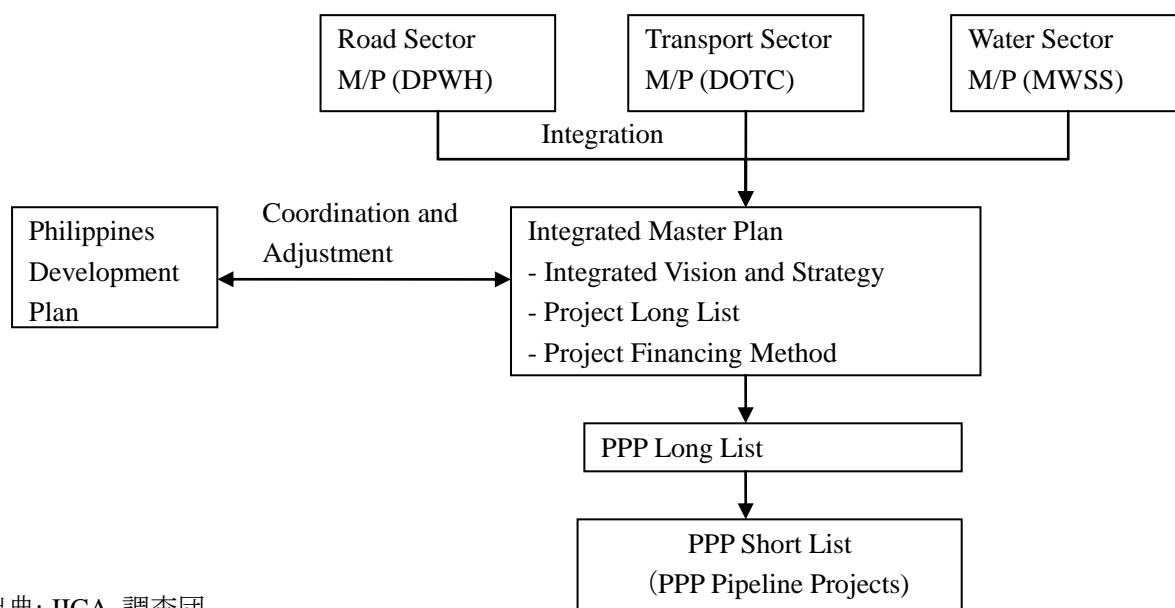 Road Sector
M/P (DPWH)
Transport Sector
M/P (DOTC)
Water Sector
M/P (MWSS)
Integration
Coordination and
Adjustment
Philippines
Development
Plan
Integrated Master Plan
- Integrated Vision and Strategy
- Project Long List
- Project Financing Method
PPP Long List
PPP Short List
（PPP Pipeline Projects）
出典: JICA 調査団